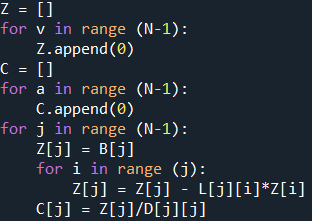 Z = []
for v in range (N-1):
    Z.append(0)
C = []
for a in range (N-1):
    C.append(0)
for j in range (N-1):
    Z[j] = B[j]
    for i in range (j):
        Z[j] = Z[j] - L[j][i]*Z[i]
    C[j] = Z[j]/D[j][j]